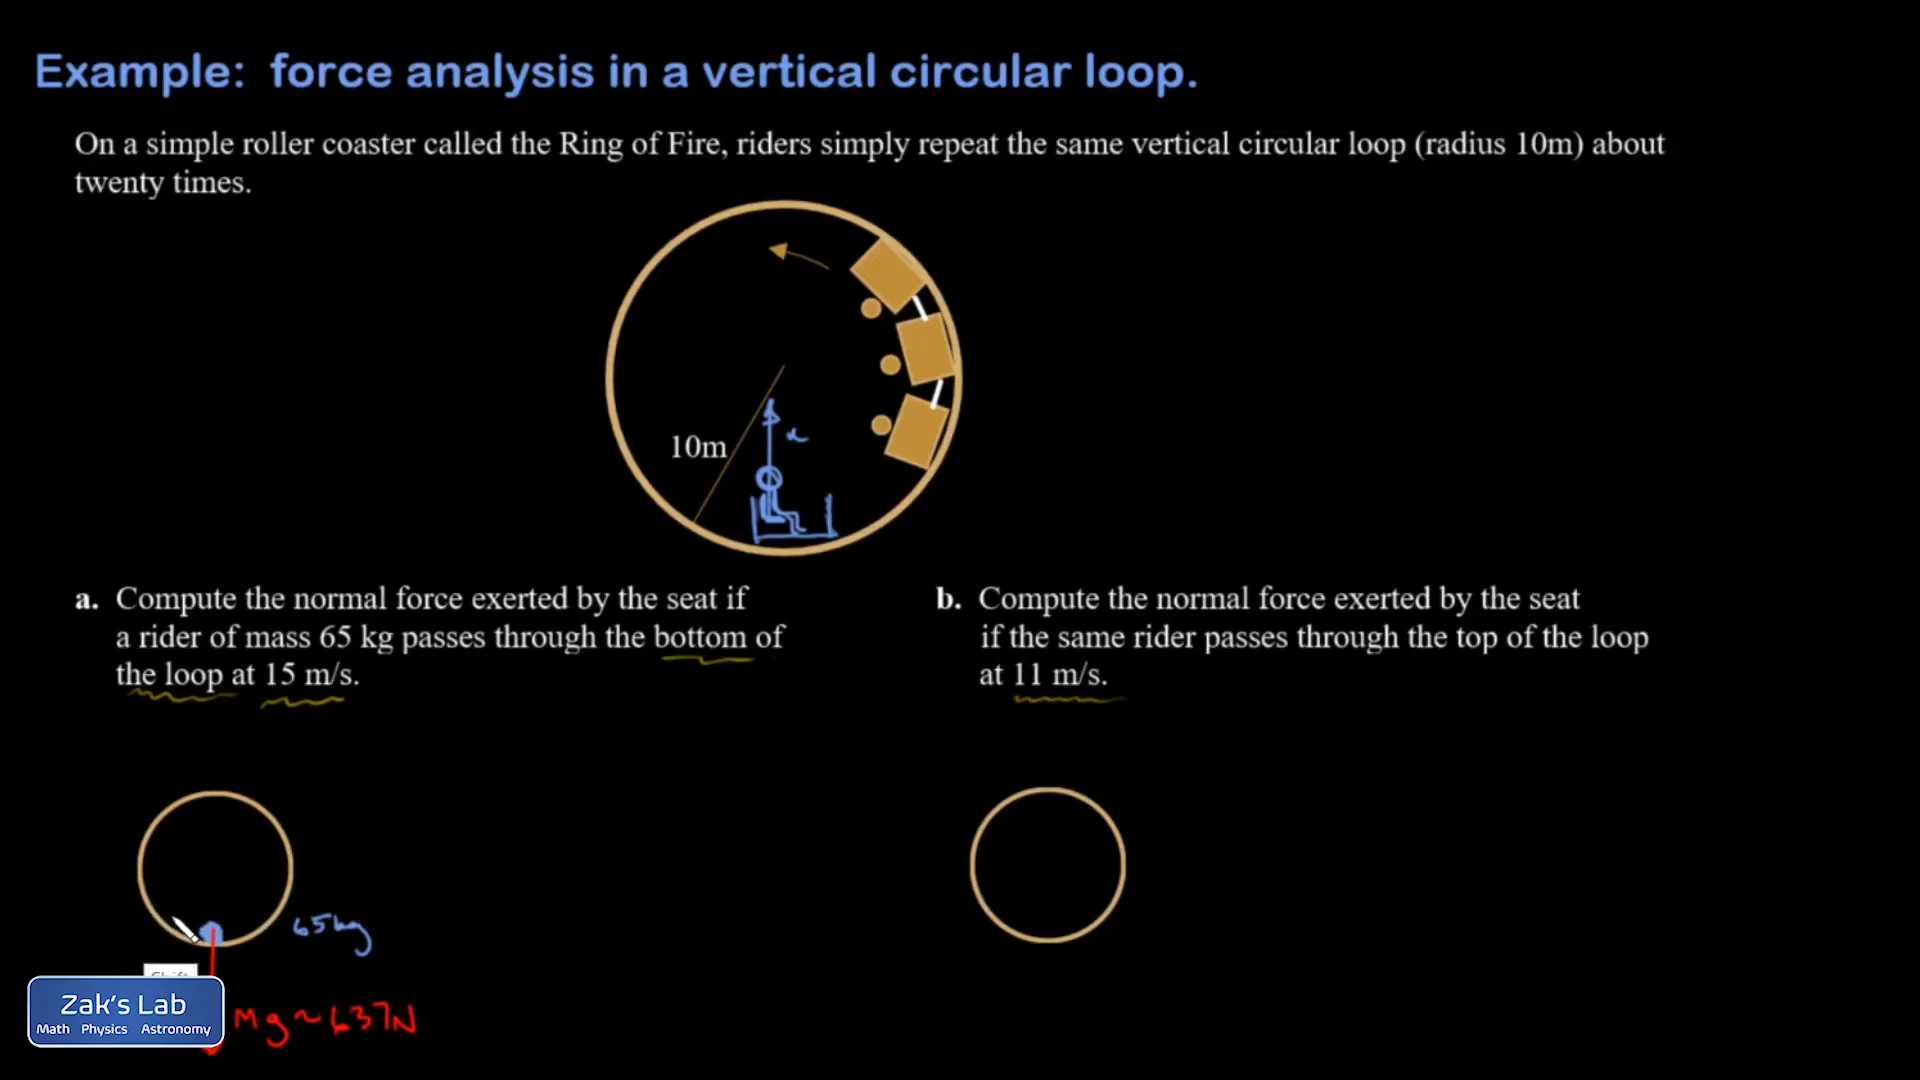 Example: force analysis in a vertical circular loop.
On a simple roller coaster called the Ring of Fire, riders simply repeat the same vertical circular loop (radius 10m) about
twenty times.
10m
a. Compute the normal force exerted by the seat if
a rider of mass 65 kg passes through the bottom of
the loop at 15 m/s.
b. Compute the normal force exerted by the seat
if the same rider passes through the top of the loop
at 11 m/s.
65kg
Mg ~ 637N
Zak's Lab
Math Physics Astronomy